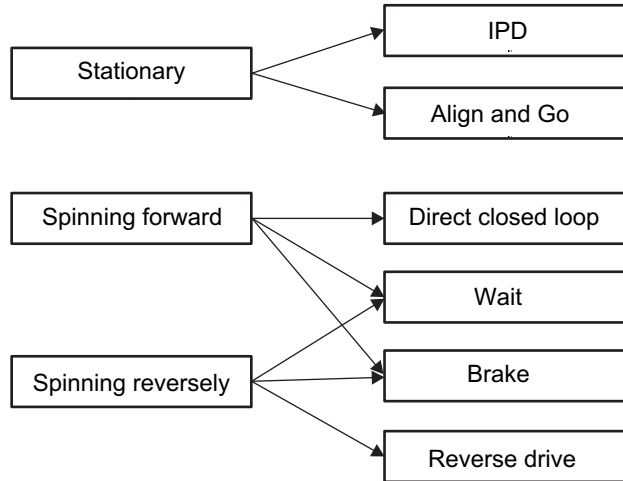 IPD
Stationary
Align and Go
Spinning forward
Direct closed loop
Wait
Spinning reversely
Brake
Reverse drive